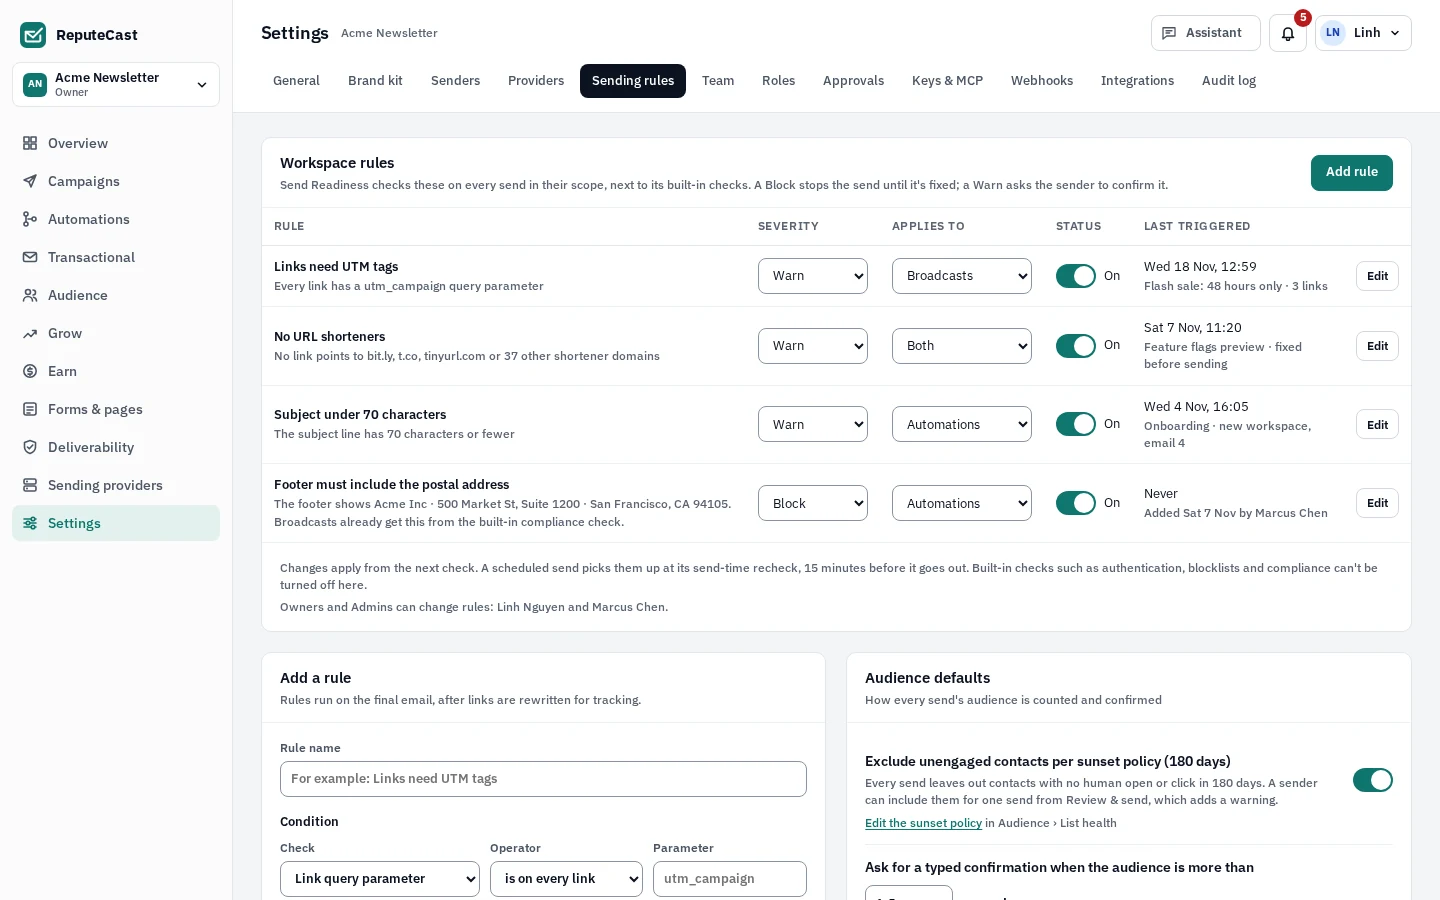 ReputeCast
AN
Acme Newsletter
Owner
Overview
Campaigns
Automations
Transactional
Audience
Grow
Earn
Forms & pages
Deliverability
Sending providers
Settings
Settings
Acme Newsletter
Assistant
5
LN
Linh
General
Brand kit
Senders
Providers
Sending rules
Team
Roles
Approvals
Keys & MCP
Webhooks
Integrations
Audit log
Workspace rules
Send Readiness checks these on every send in their scope, next to its built-in checks. A Block stops the send until it's fixed; a Warn asks the sender to confirm it.
Add rule
RULE
SEVERITY
APPLIES TO
STATUS
LAST TRIGGERED
Links need UTM tags
Every link has a utm_campaign query parameter
Warn
Broadcasts
On
Wed 18 Nov, 12:59
Flash sale: 48 hours only · 3 links
Edit
No URL shorteners
No link points to bit.ly, t.co, tinyurl.com or 37 other shortener domains
Warn
Both
On
Sat 7 Nov, 11:20
Feature flags preview · fixed
before sending
Edit
Subject under 70 characters
The subject line has 70 characters or fewer
Warn
Automations
On
Wed 4 Nov, 16:05
Onboarding · new workspace,
email 4
Edit
Footer must include the postal address
The footer shows Acme Inc · 500 Market St, Suite 1200 · San Francisco, CA 94105.
Broadcasts already get this from the built-in compliance check.
Block
Automations
On
Never
Added Sat 7 Nov by Marcus Chen
Edit
Changes apply from the next check. A scheduled send picks them up at its send-time recheck, 15 minutes before it goes out. Built-in checks such as authentication, blocklists and compliance can't be
turned off here.
Owners and Admins can change rules: Linh Nguyen and Marcus Chen.
Add a rule
Rules run on the final email, after links are rewritten for tracking.
Rule name
For example: Links need UTM tags
Condition
Check
Operator
Parameter
Link query parameter
is on every link
utm_campaign
Audience defaults
How every send's audience is counted and confirmed
Exclude unengaged contacts per sunset policy (180 days)
Every send leaves out contacts with no human open or click in 180 days. A sender
can include them for one send from Review & send, which adds a warning.
Edit the sunset policy in Audience › List health
Ask for a typed confirmation when the audience is more than